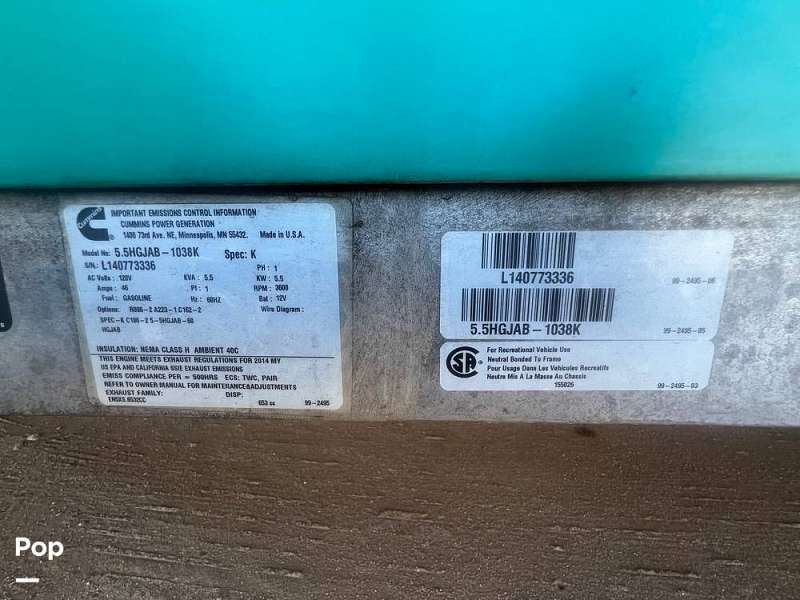 Cummins
IMPORTANT EMISSIONS CONTROL INFORMATION
CUMMINS POWER GENERATION
1400 73rd Ave. NE, Minneapolis, MN 55432. Made in U.S.A.
Model No: 5.5HGJAB-1038K Spec: K
S/N: L140773336 PH: 1
AC Volts: 120V KVA: 5.5 KW: 5.5
Amps: 46 Pf: 1 RPM: 3600
Fuel: GASOLINE Hz: 60HZ Bat: 12V
Options: Wire Diagram:
HGJAB
INSULATION: NEMA CLASS H AMBIENT 40C
THIS ENGINE MEETS EXHAUST REGULATIONS FOR 2014 MY
US EPA AND CALIFORNIA SSIE EXHAUST EMISSIONS
EMISS COMPLIANCE PER = 500HRS ECS: TWC, PAIR
REFER TO OWNER MANUAL FOR MAINTENANCE&ADJUSTMENTS
EXHAUST FAMILY: DISP:
653 cc 99-2495
L140773336 99-2495-06
5.5HGJAB-1038K 99-2495-05
SA
For Recreational Vehicle Use
Neutral Bonded To Frame
Pour Usage Dans Les Vehicules Recreatifs
Neutre Mis A La Masse Au Chassis
155026 99-2495-03
Pop